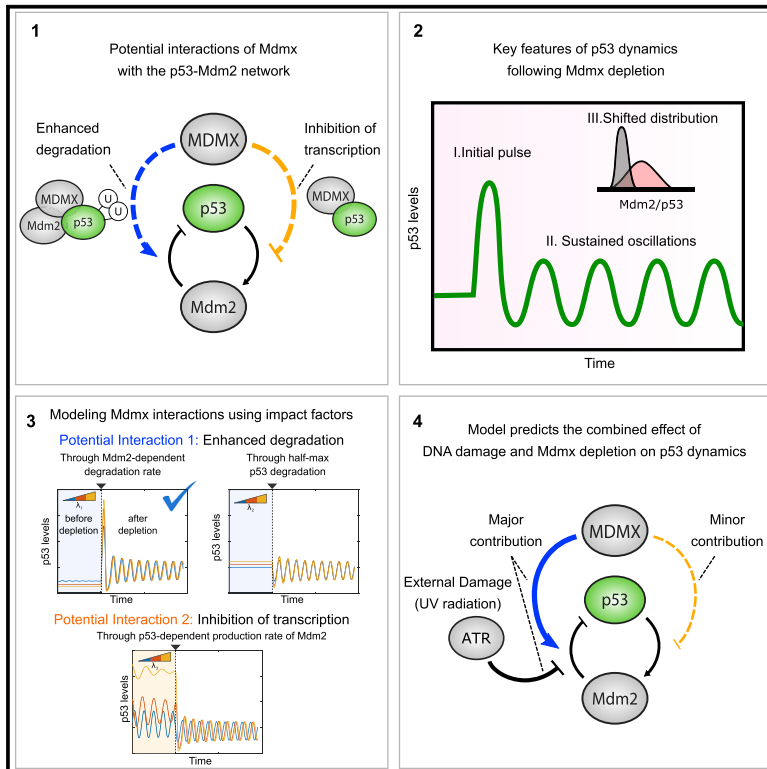 1
Potential interactions of Mdmx
with the p53-Mdm2 network
Enhanced
degradation
Inhibition of
transcription
MDMX
p53
Mdm2
MDMX
Mdm2
p53
U
U
MDMX
p53
2
Key features of p53 dynamics
following Mdmx depletion
III.Shifted distribution
I.Initial pulse
Mdm2/p53
II. Sustained oscillations
p53 levels
Time
3
Modeling Mdmx interactions using impact factors
Potential Interaction 1: Enhanced degradation
Through Mdm2-dependent
degradation rate
Through half-max
p53 degradation
λ1
before
depletion
after
depletion
p53 levels
Time
λ2
p53 levels
Time
Potential Interaction 2: Inhibition of transcription
Through p53-dependent production rate of Mdm2
λ3
p53 levels
Time
4
Model predicts the combined effect of
DNA damage and Mdmx depletion on p53 dynamics
Major
contribution
Minor
contribution
MDMX
External Damage
(UV radiation)
p53
ATR
Mdm2